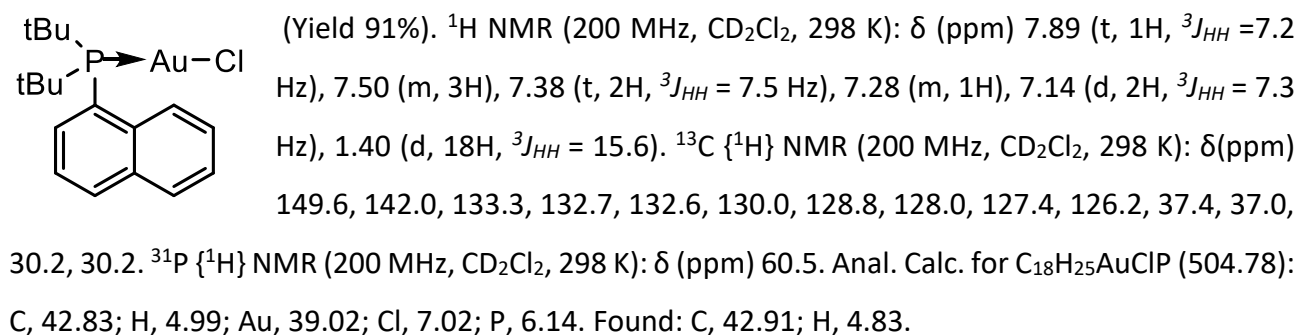 tBu
P Au Cl
tBu
(Yield 91%). ¹H NMR (200 MHz, CD₂Cl₂, 298 K): δ (ppm) 7.89 (t, 1H, ³J_HH =7.2
Hz), 7.50 (m, 3H), 7.38 (t, 2H, ³J_HH = 7.5 Hz), 7.28 (m, 1H), 7.14 (d, 2H, ³J_HH = 7.3
Hz), 1.40 (d, 18H, ³J_HH = 15.6). ¹³C {¹H} NMR (200 MHz, CD₂Cl₂, 298 K): δ(ppm)
149.6, 142.0, 133.3, 132.7, 132.6, 130.0, 128.8, 128.0, 127.4, 126.2, 37.4, 37.0,
30.2, 30.2. ³¹P {¹H} NMR (200 MHz, CD₂Cl₂, 298 K): δ (ppm) 60.5. Anal. Calc. for C₁₈H₂₅AuClP (504.78):
C, 42.83; H, 4.99; Au, 39.02; Cl, 7.02; P, 6.14. Found: C, 42.91; H, 4.83.